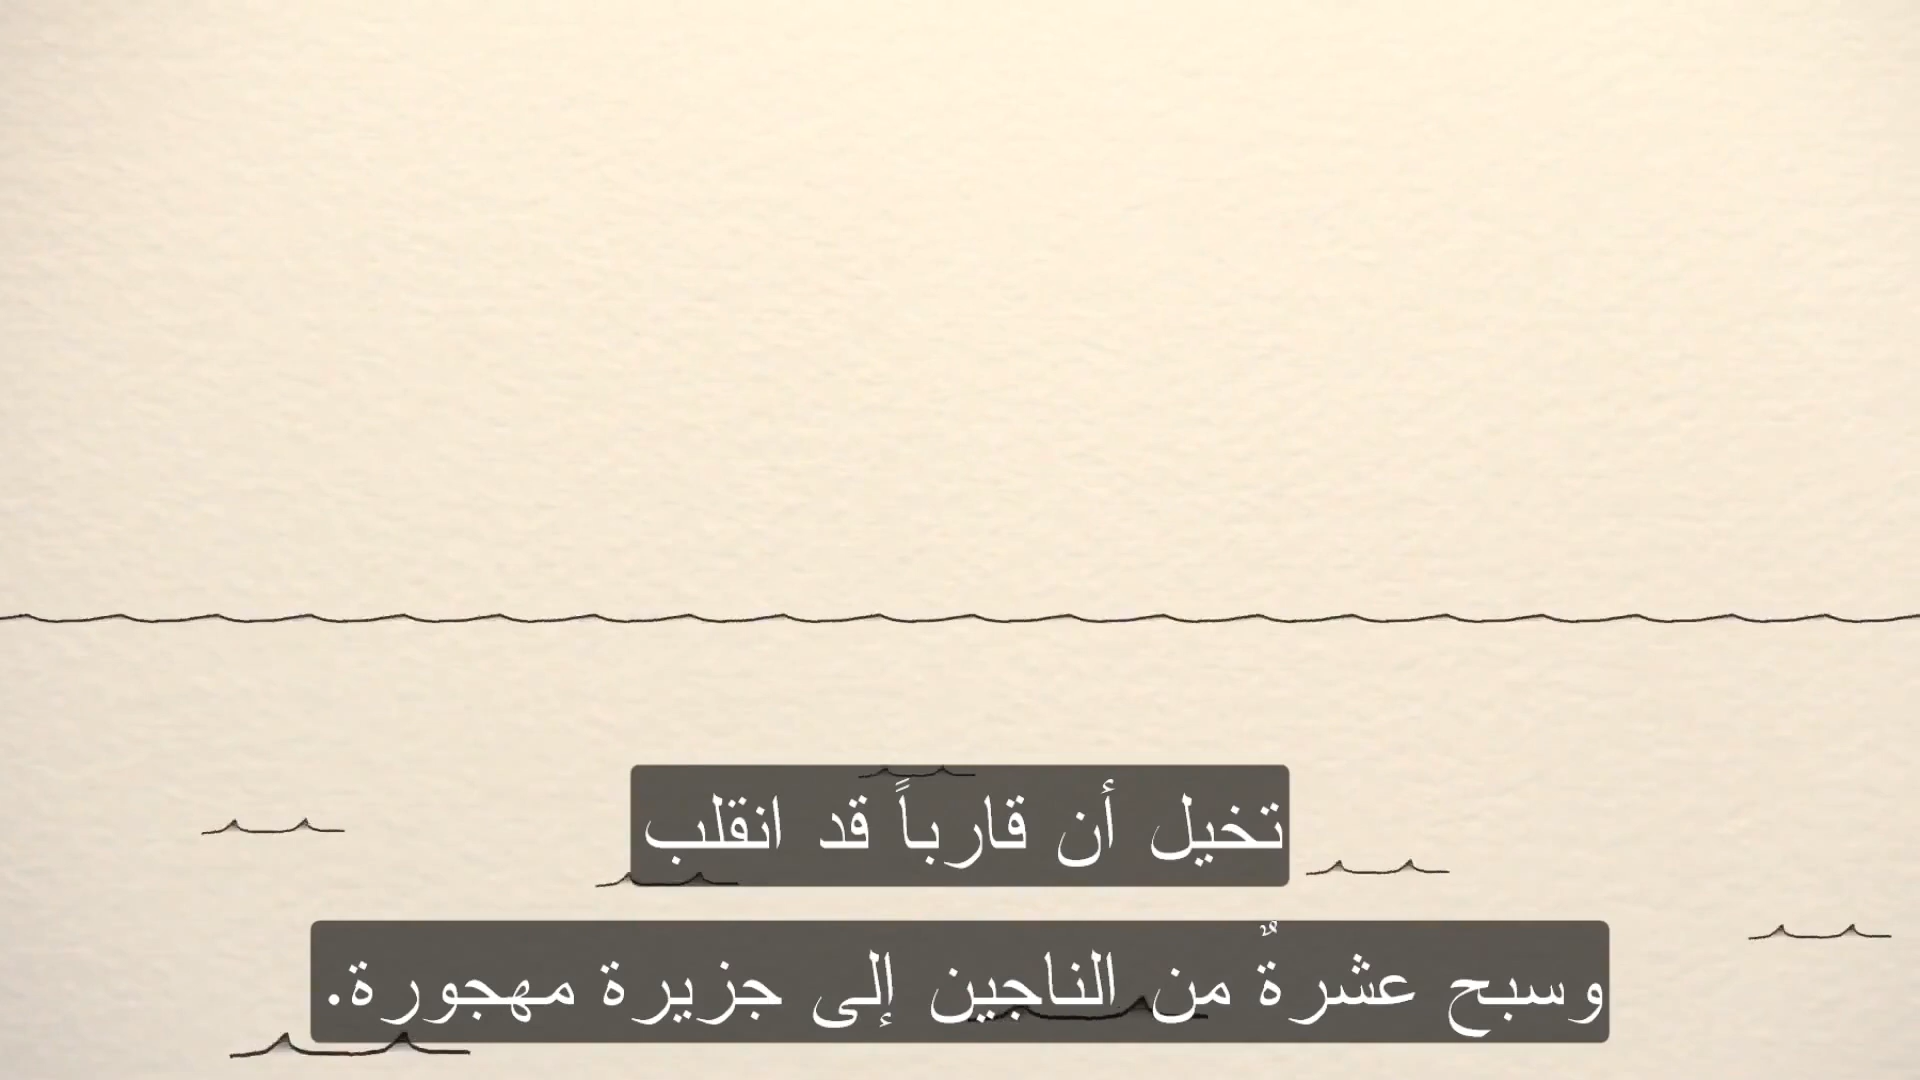 تخيل أن قارباً قد انقلب
وسبح عشرةٌ من الناجين إلى جزيرة مهجورة.